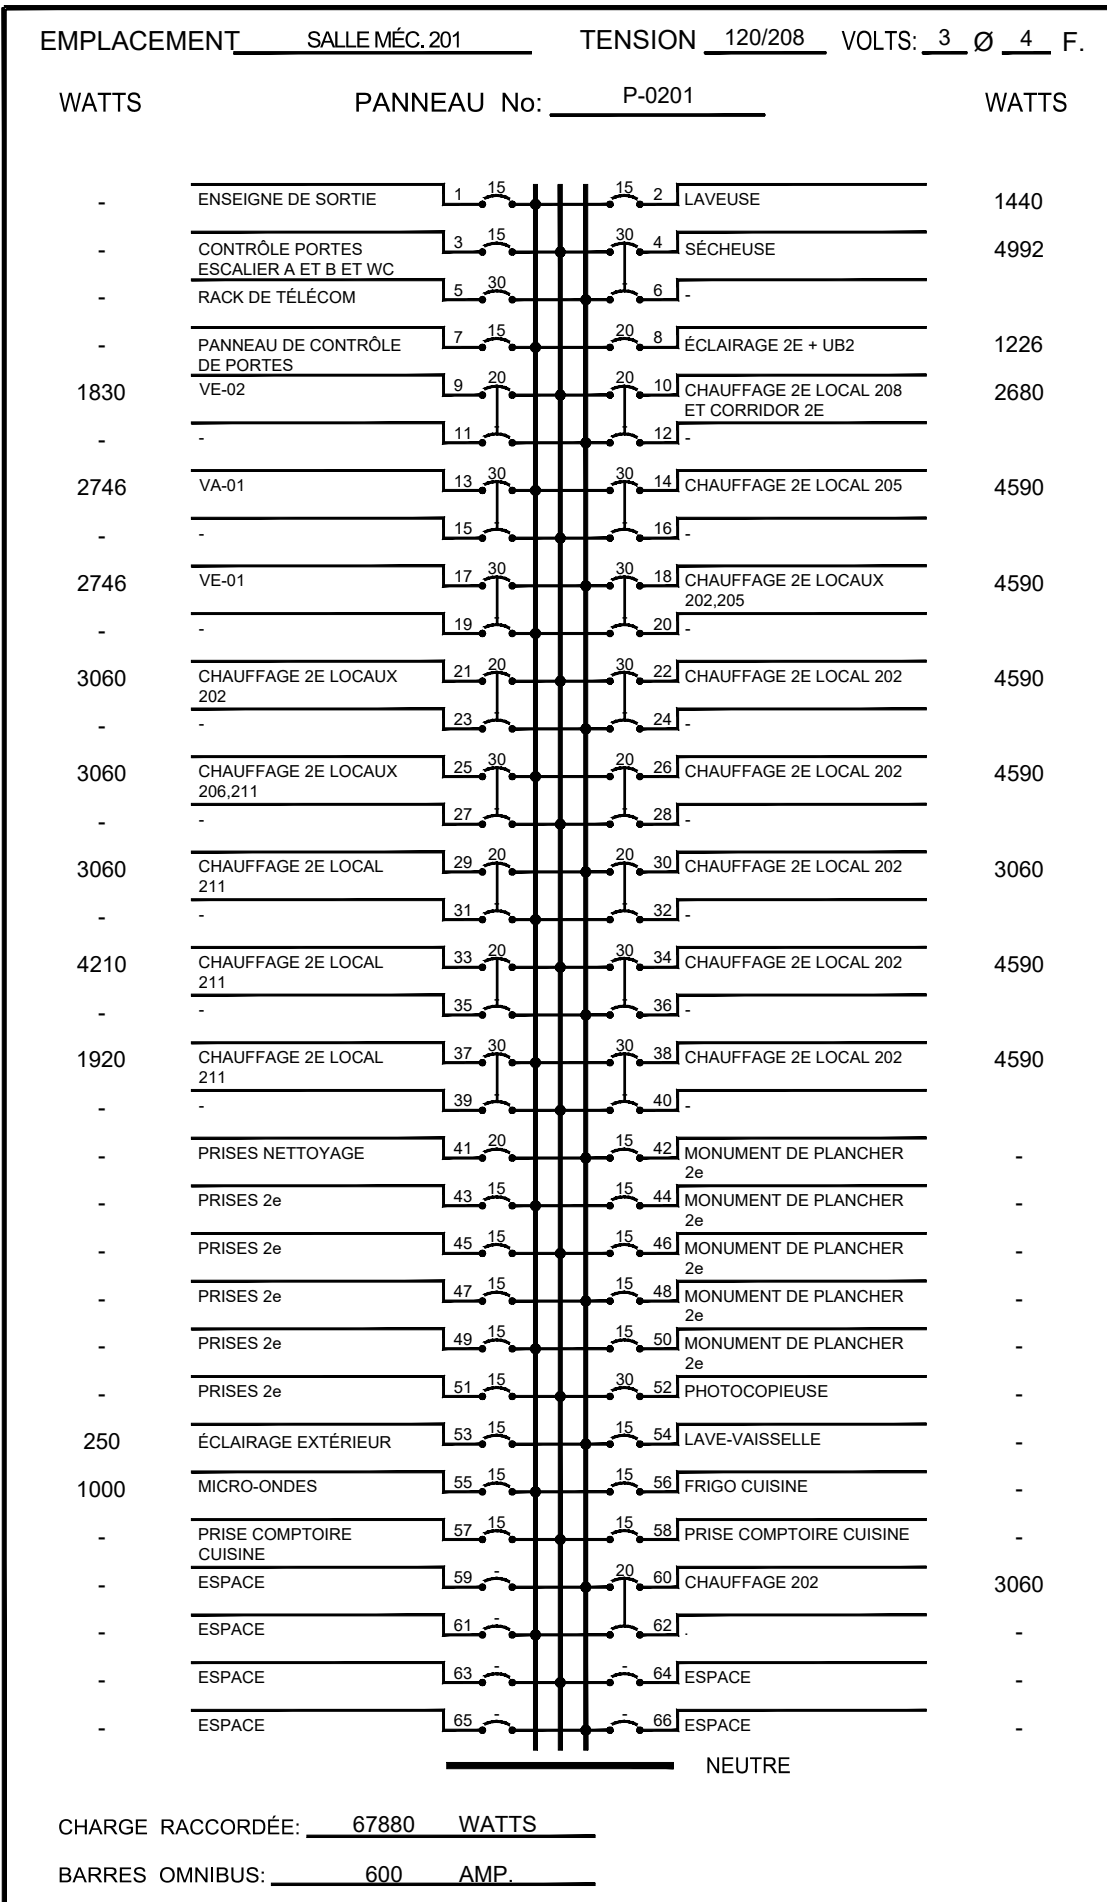 EMPLACEMENT SALLE MÉC. 201 TENSION 120/208 VOLTS: 3 Ø 4 F.
WATTS PANNEAU No: P-0201 WATTS
- ENSEIGNE DE SORTIE 1 15 15 2 LAVEUSE 1440
- CONTRÔLE PORTES 3 15 30 4 SÉCHEUSE 4992
ESCALIER A ET B ET WC
- RACK DE TÉLÉCOM 5 30 - 6 -
- PANNEAU DE CONTRÔLE 7 15 20 8 ÉCLAIRAGE 2E + UB2 1226
DE PORTES
1830 VE-02 9 20 20 10 CHAUFFAGE 2E LOCAL 208 2680
ET CORRIDOR 2E
- - 11 - - 12 -
2746 VA-01 13 30 30 14 CHAUFFAGE 2E LOCAL 205 4590
- - 15 - - 16 -
2746 VE-01 17 30 30 18 CHAUFFAGE 2E LOCAUX 4590
202,205
- - 19 - - 20 -
3060 CHAUFFAGE 2E LOCAUX 21 20 30 22 CHAUFFAGE 2E LOCAL 202 4590
202
- - 23 - - 24 -
3060 CHAUFFAGE 2E LOCAUX 25 30 20 26 CHAUFFAGE 2E LOCAL 202 4590
206,211
- - 27 - - 28 -
3060 CHAUFFAGE 2E LOCAL 29 20 20 30 CHAUFFAGE 2E LOCAL 202 3060
211
- - 31 - - 32 -
4210 CHAUFFAGE 2E LOCAL 33 20 30 34 CHAUFFAGE 2E LOCAL 202 4590
211
- - 35 - - 36 -
1920 CHAUFFAGE 2E LOCAL 37 30 30 38 CHAUFFAGE 2E LOCAL 202 4590
211
- - 39 - - 40 -
- PRISES NETTOYAGE 41 20 15 42 MONUMENT DE PLANCHER -
2e
- PRISES 2e 43 15 15 44 MONUMENT DE PLANCHER -
2e
- PRISES 2e 45 15 15 46 MONUMENT DE PLANCHER -
2e
- PRISES 2e 47 15 15 48 MONUMENT DE PLANCHER -
2e
- PRISES 2e 49 15 15 50 MONUMENT DE PLANCHER -
2e
- PRISES 2e 51 15 30 52 PHOTOCOPIEUSE -
250 ÉCLAIRAGE EXTÉRIEUR 53 15 15 54 LAVE-VAISSELLE -
1000 MICRO-ONDES 55 15 15 56 FRIGO CUISINE -
- PRISE COMPTOIRE 57 15 15 58 PRISE COMPTOIRE CUISINE -
CUISINE
- ESPACE 59 - 20 60 CHAUFFAGE 202 3060
- ESPACE 61 - 62 . -
- ESPACE 63 - - 64 ESPACE -
- ESPACE 65 - - 66 ESPACE -
NEUTRE
CHARGE RACCORDÉE: 67880 WATTS
BARRES OMNIBUS: 600 AMP.